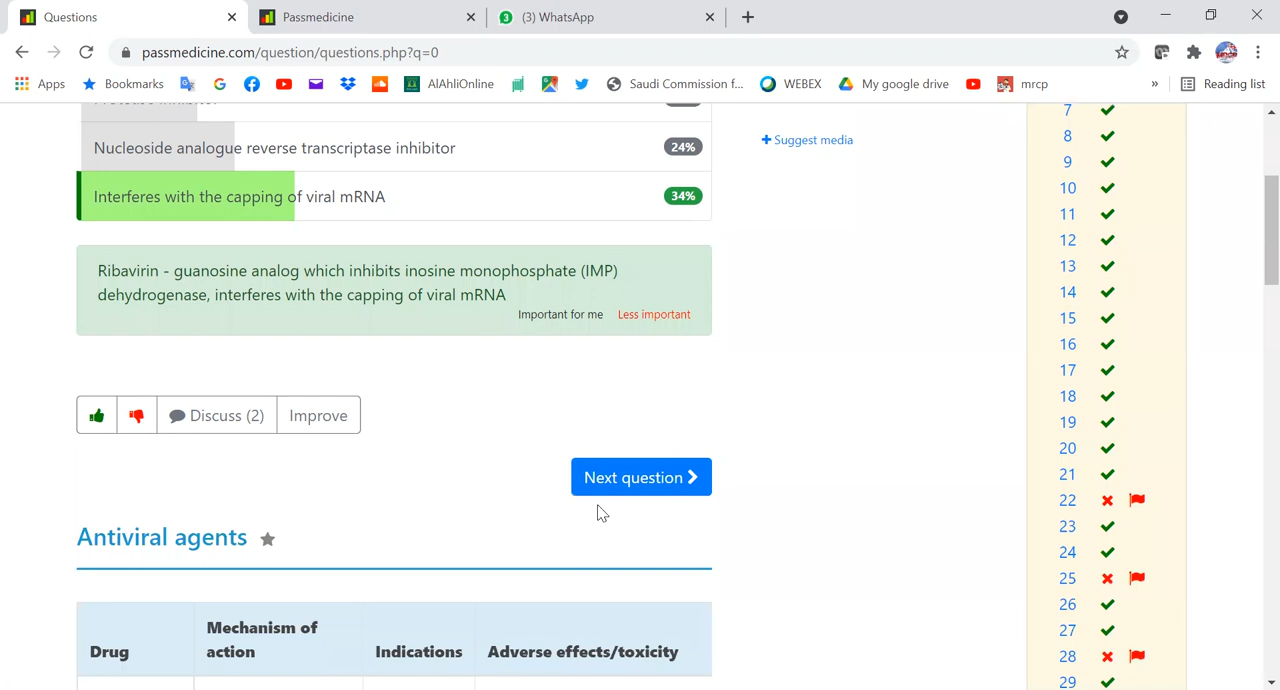 Questions
Passmedicine
3
(3) WhatsApp
passmedicine.com/question/questions.php?q=0
Apps
Bookmarks
AlAhliOnline
Saudi Commission f...
WEBEX
My google drive
mrcp
»
Reading list
Protease inhibitor
Nucleoside analogue reverse transcriptase inhibitor
24%
Interferes with the capping of viral mRNA
34%
Suggest media
Ribavirin - guanosine analog which inhibits inosine monophosphate (IMP)
dehydrogenase, interferes with the capping of viral mRNA
Important for me Less important
Discuss (2)
Improve
Next question
Antiviral agents
Drug
Mechanism of
action
Indications
Adverse effects/toxicity
7
8
9
10
11
12
13
14
15
16
17
18
19
20
21
22
23
24
25
26
27
28
29